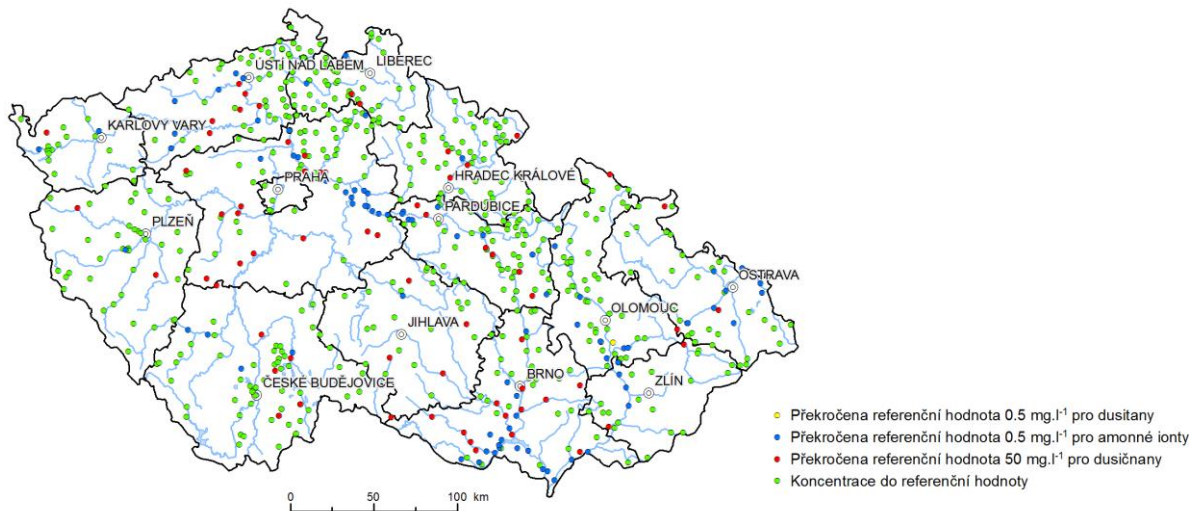 ÚSTÍ NAD LABEM
LIBEREC
KARLOVY VARY
PRAHA
HRADEC KRÁLOVÉ
PARDUBICE
PLZEŇ
OSTRAVA
OLOMOUC
JIHLAVA
ČESKÉ BUDĚJOVICE
BRNO
ZLÍN
Překročena referenční hodnota 0.5 mg.l-1 pro dusitany
Překročena referenční hodnota 0.5 mg.l-1 pro amonné ionty
Překročena referenční hodnota 50 mg.l-1 pro dusičnany
Koncentrace do referenční hodnoty
0 50 100 km